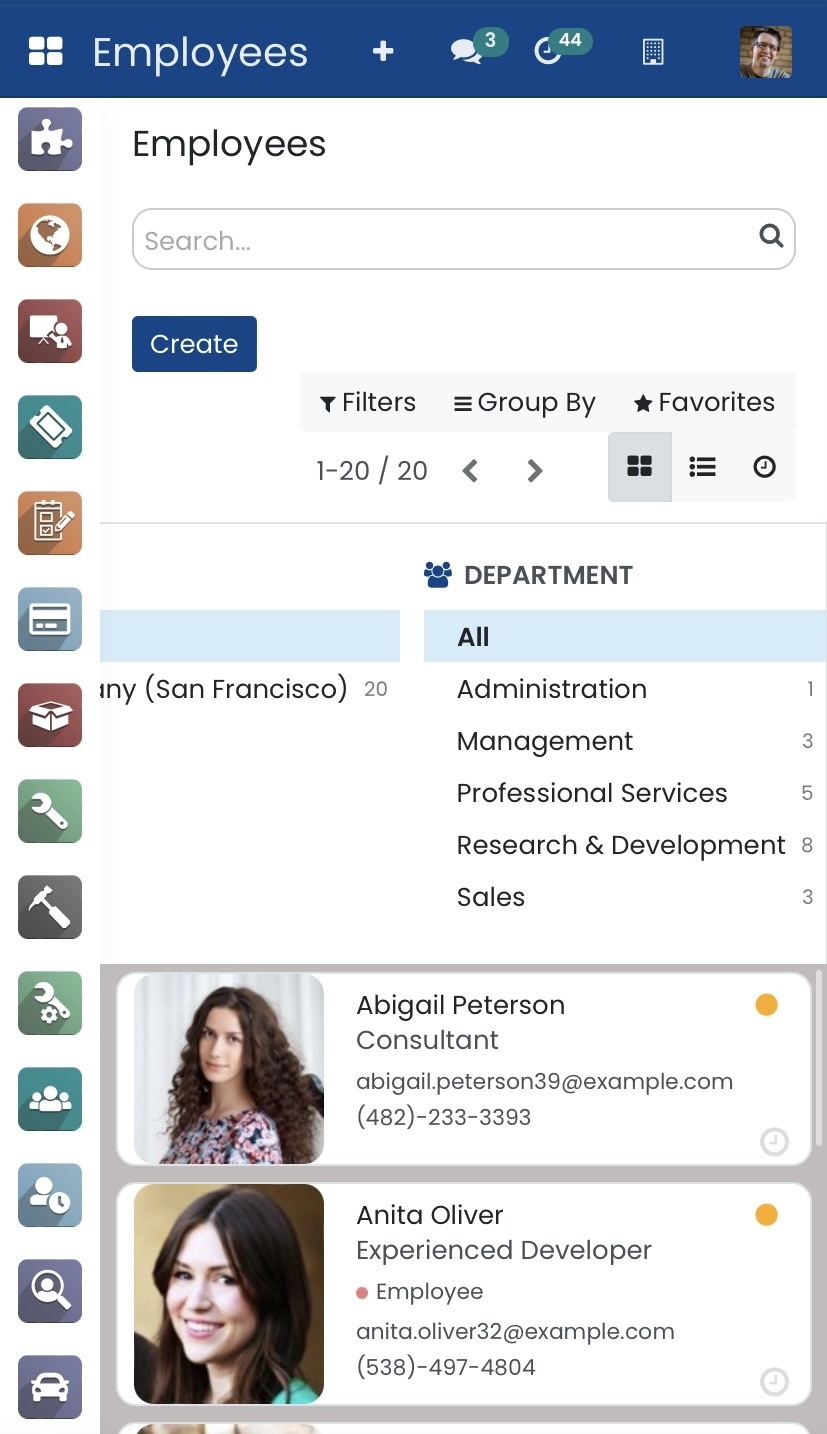 Employees
3
44
Employees
Search...
Create
Filters
Group By
Favorites
1-20 / 20
DEPARTMENT
All
any (San Francisco) 20
Administration 1
Management 3
Professional Services 5
Research & Development 8
Sales 3
Abigail Peterson
Consultant
abigail.peterson39@example.com
(482)-233-3393
Anita Oliver
Experienced Developer
Employee
anita.oliver32@example.com
(538)-497-4804